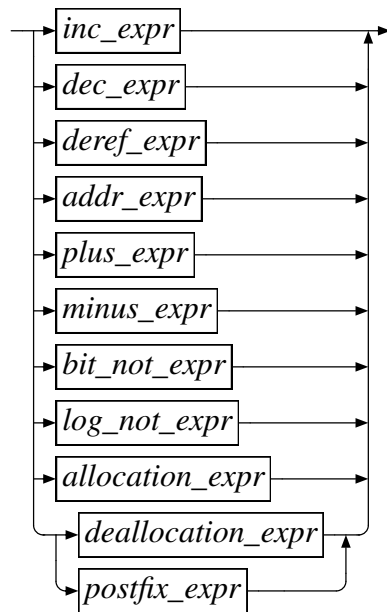 inc_expr
dec_expr
deref_expr
addr_expr
plus_expr
minus_expr
bit_not_expr
log_not_expr
allocation_expr
deallocation_expr
postfix_expr